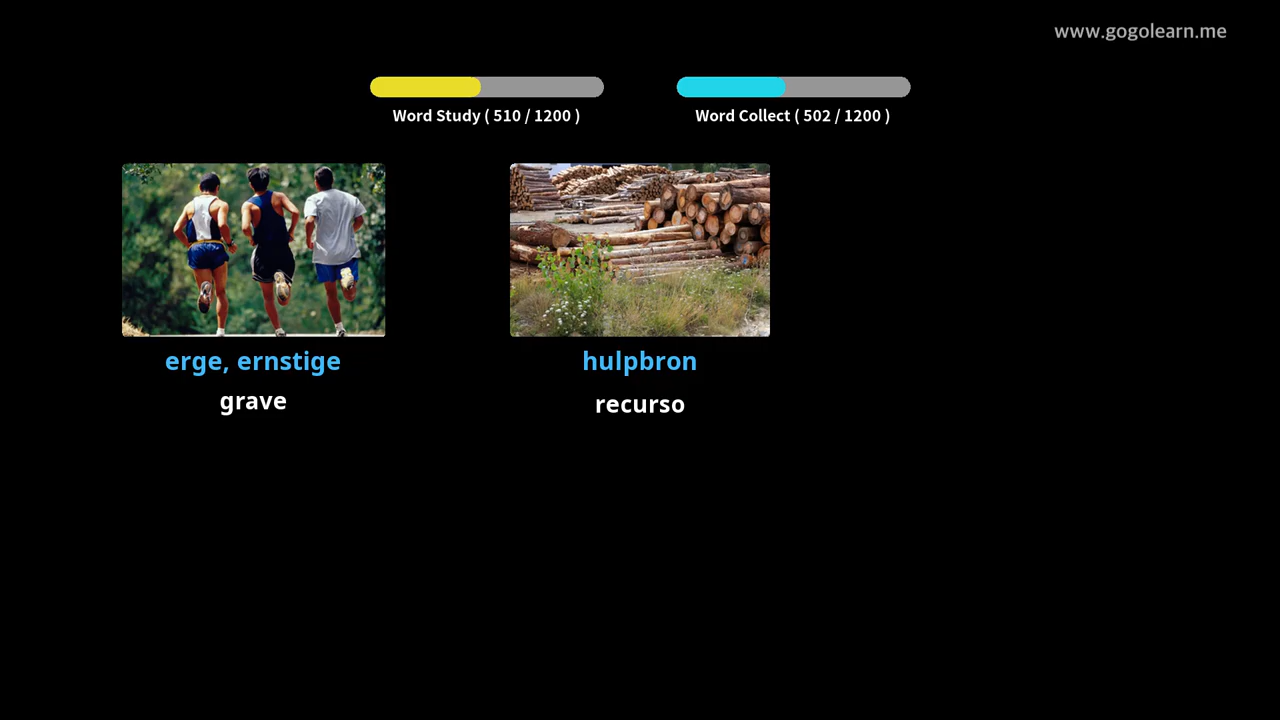 www.gogolearn.me
Word Study ( 510 / 1200 )
Word Collect ( 502 / 1200 )
erge, ernstige
grave
hulpbron
recurso